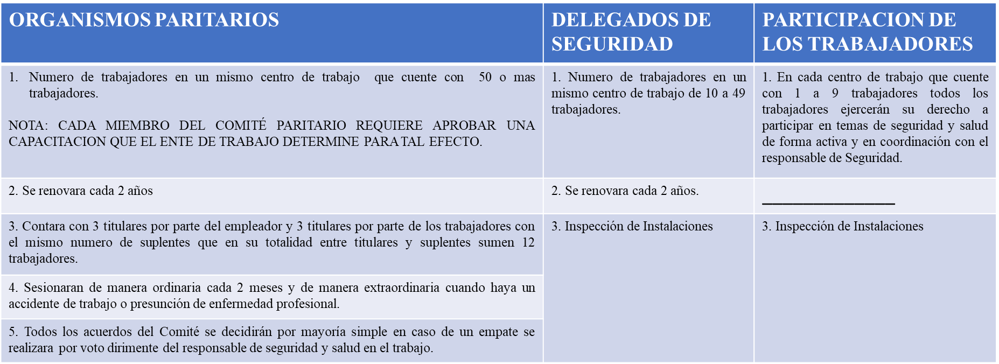 ORGANISMOS PARITARIOS
DELEGADOS DE
SEGURIDAD
PARTICIPACION DE
LOS TRABAJADORES
1. Numero de trabajadores en un mismo centro de trabajo que cuente con 50 o mas
trabajadores.
NOTA: CADA MIEMBRO DEL COMITÉ PARITARIO REQUIERE APROBAR UNA
CAPACITACION QUE EL ENTE DE TRABAJO DETERMINE PARA TAL EFECTO.
1. Numero de trabajadores en un
mismo centro de trabajo de 10 a 49
trabajadores.
1. En cada centro de trabajo que cuente
con 1 a 9 trabajadores todos los
trabajadores ejercerán su derecho a
participar en temas de seguridad y salud
de forma activa y en coordinación con el
responsable de Seguridad.
2. Se renovara cada 2 años
2. Se renovara cada 2 años.
_____________
3. Contara con 3 titulares por parte del empleador y 3 titulares por parte de los trabajadores con
el mismo numero de suplentes que en su totalidad entre titulares y suplentes sumen 12
trabajadores.
3. Inspección de Instalaciones
3. Inspección de Instalaciones
4. Sesionaran de manera ordinaria cada 2 meses y de manera extraordinaria cuando haya un
accidente de trabajo o presunción de enfermedad profesional.
5. Todos los acuerdos del Comité se decidirán por mayoría simple en caso de un empate se
realizara por voto dirimente del responsable de seguridad y salud en el trabajo.